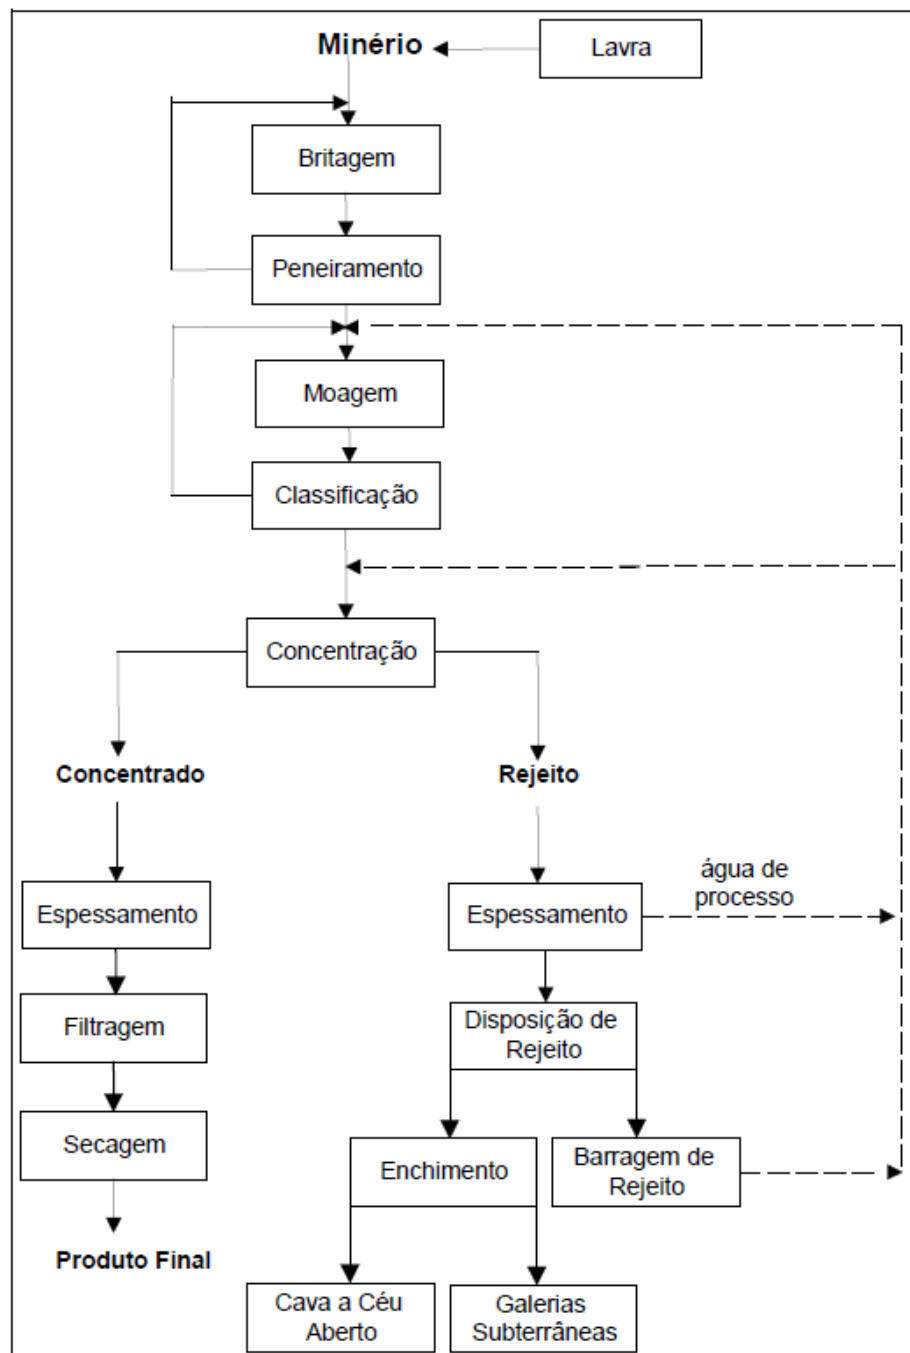 Minério
Lavra
Britagem
Peneiramento
Moagem
Classificação
Concentração
Concentrado
Rejeito
Espessamento
Espessamento
água de
processo
Filtragem
Disposição de
Rejeito
Secagem
Enchimento
Barragem de
Rejeito
Produto Final
Cava a Céu
Aberto
Galerias
Subterrâneas